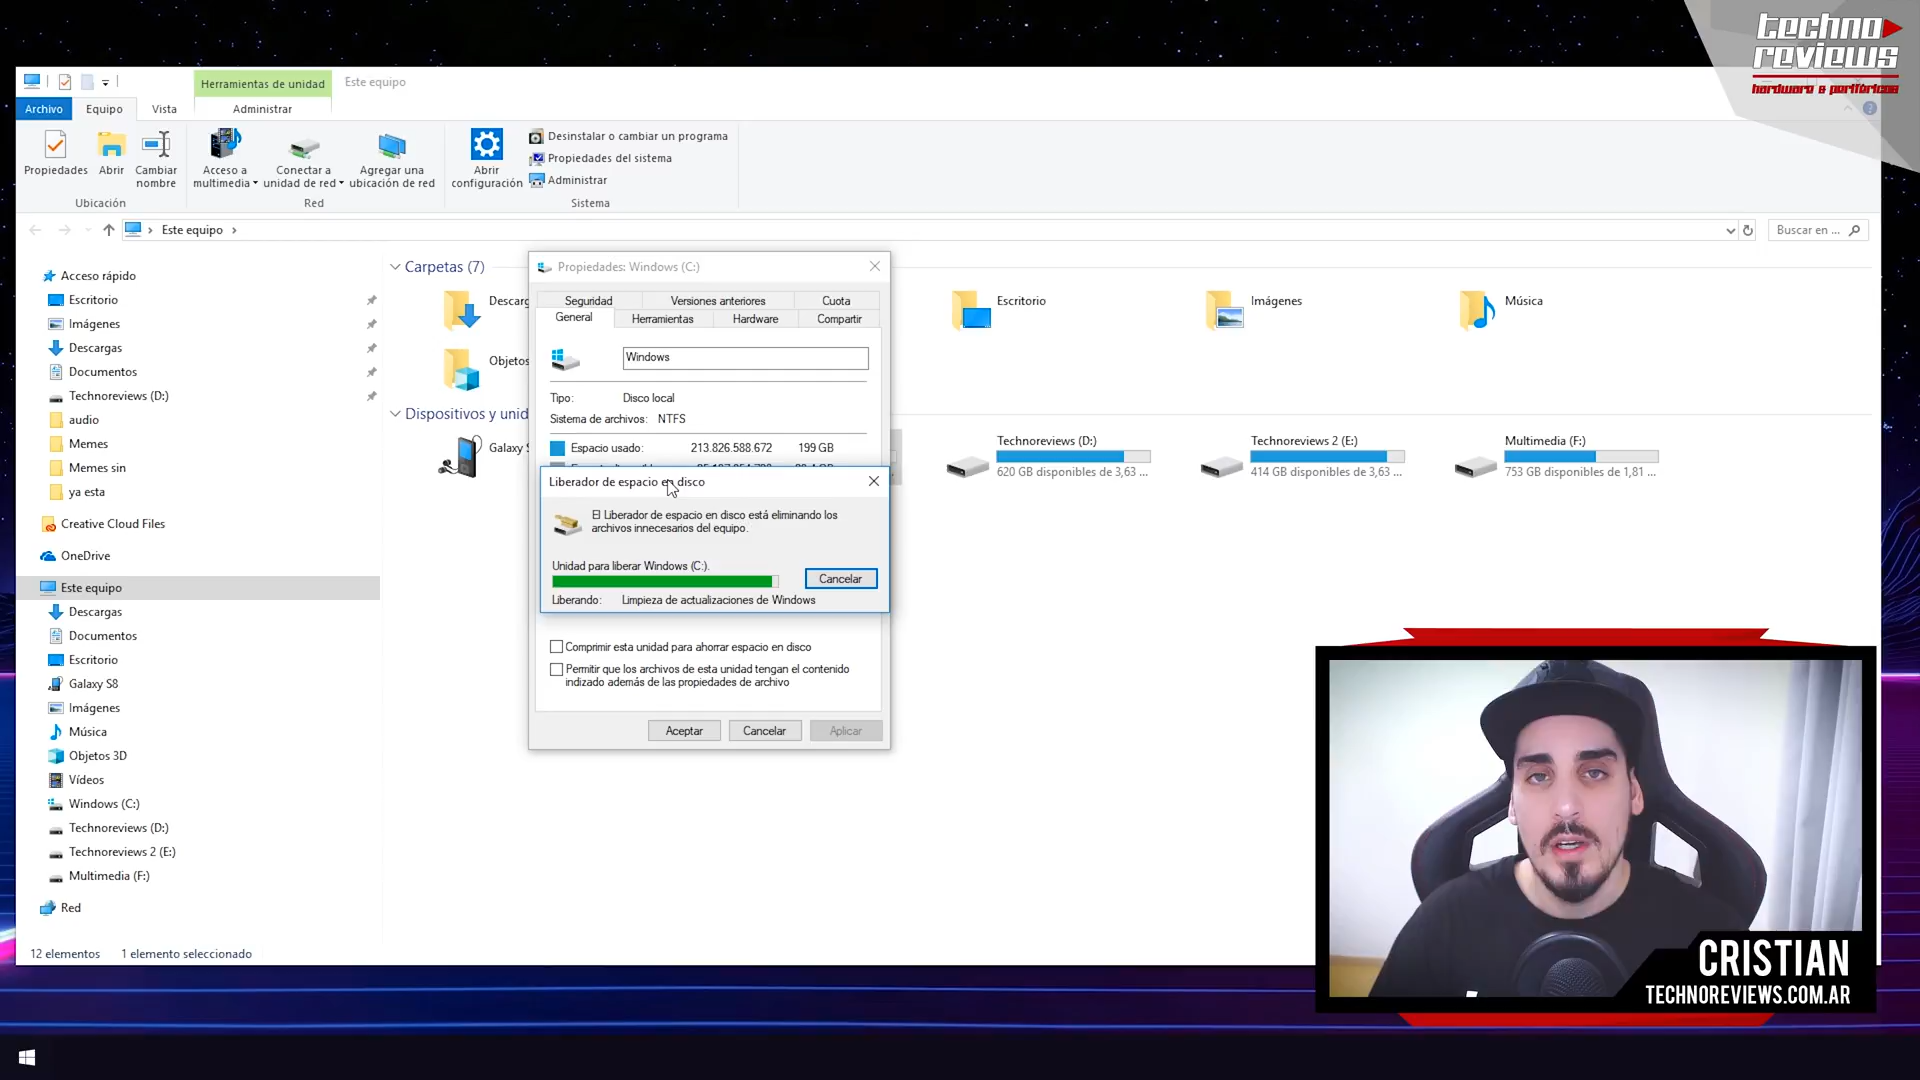 techno
reviews
hardware & periféricos
Herramientas de unidad
Este equipo
Archivo
Equipo
Vista
Administrar
Propiedades
Abrir
Cambiar
nombre
Acceso a
multimedia
Conectar a
unidad de red
Agregar una
ubicación de red
Abrir
configuración
Desinstalar o cambiar un programa
Propiedades del sistema
Administrar
Ubicación
Red
Sistema
Este equipo
Buscar en ...
Acceso rápido
Escritorio
Imágenes
Descargas
Documentos
Technoreviews (D:)
audio
Memes
Memes sin
ya esta
Creative Cloud Files
OneDrive
Este equipo
Descargas
Documentos
Escritorio
Galaxy S8
Imágenes
Música
Objetos 3D
Vídeos
Windows (C:)
Technoreviews (D:)
Technoreviews 2 (E:)
Multimedia (F:)
Red
12 elementos
1 elemento seleccionado
Carpetas (7)
Descarg
Objetos
Escritorio
Imágenes
Música
Dispositivos y unid
Galaxy S
Technoreviews (D:)
620 GB disponibles de 3,63 ...
Technoreviews 2 (E:)
414 GB disponibles de 3,63 ...
Multimedia (F:)
753 GB disponibles de 1,81 ...
Propiedades: Windows (C:)
Seguridad
Versiones anteriores
Cuota
General
Herramientas
Hardware
Compartir
Windows
Tipo:
Disco local
Sistema de archivos:
NTFS
Espacio usado:
213.826.588.672
199 GB
Liberador de espacio en disco
El Liberador de espacio en disco está eliminando los
archivos innecesarios del equipo.
Unidad para liberar Windows (C:).
Cancelar
Liberando:
Limpieza de actualizaciones de Windows
Comprimir esta unidad para ahorrar espacio en disco
Permitir que los archivos de esta unidad tengan el contenido
indizado además de las propiedades de archivo
Aceptar
Cancelar
Aplicar
CRISTIAN
TECHNOREVIEWS.COM.AR